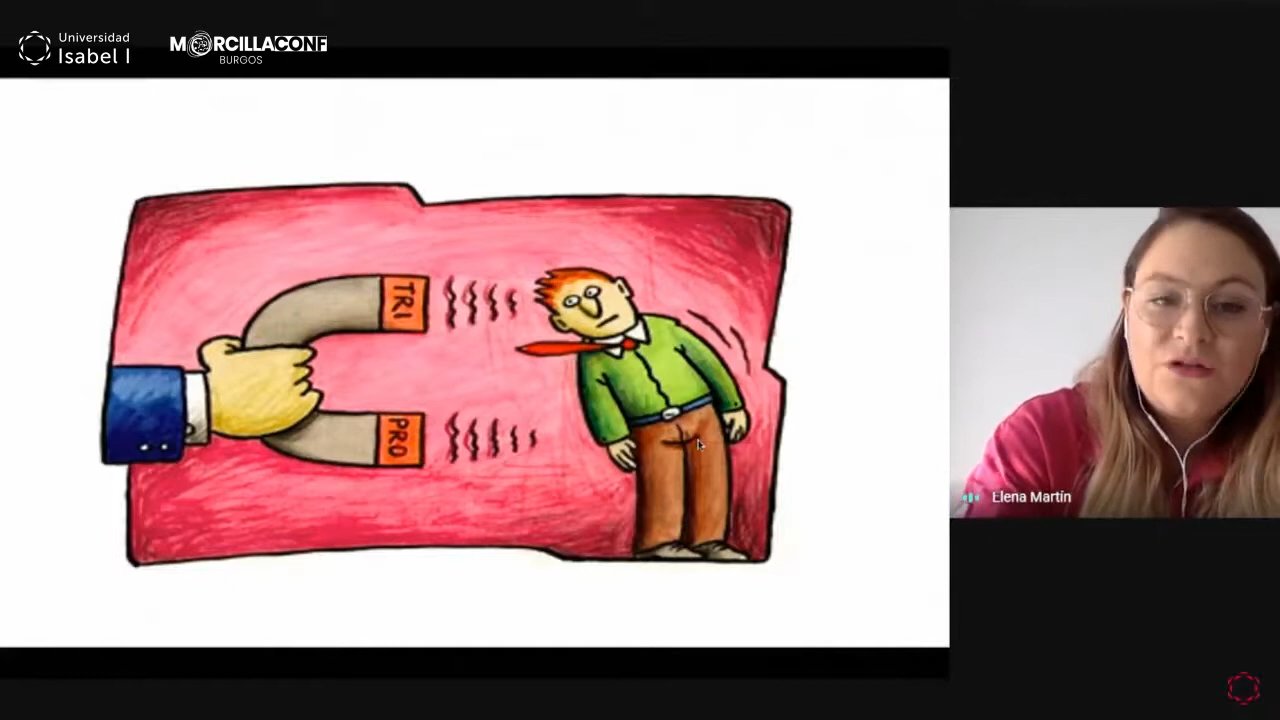 Universidad
Isabel I
MORCILLACONF
BURGOS
TRI
PRO
Elena Martín